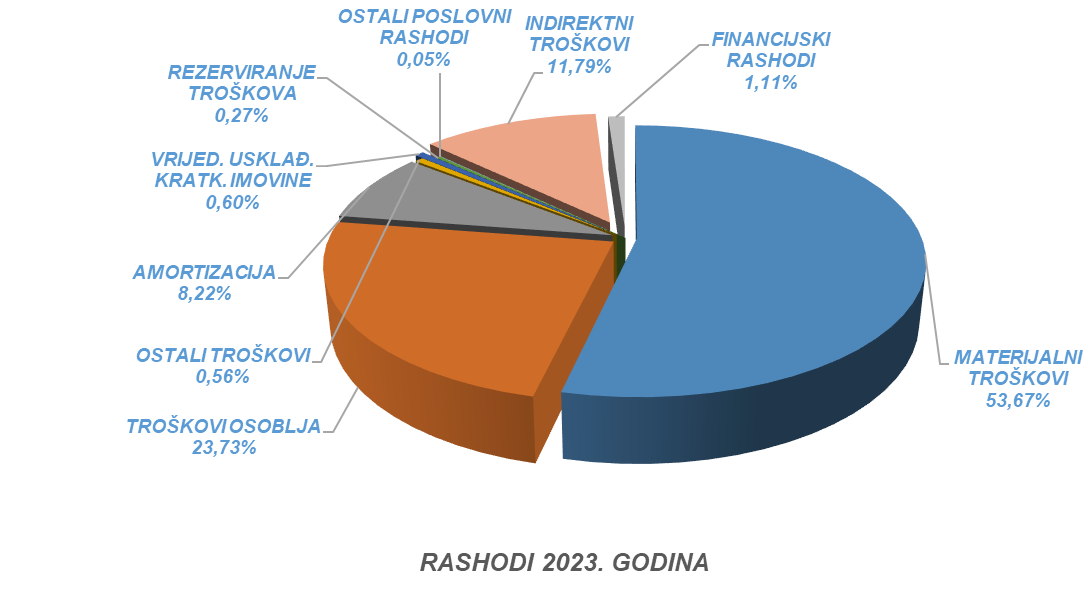 OSTALI POSLOVNI
RASHODI
0,05%
INDIREKTNI
TROŠKOVI
11,79%
FINANCIJSKI
RASHODI
1,11%
REZERVIRANJE
TROŠKOVA
0,27%
VRIJED. USKLAĐ.
KRATK. IMOVINE
0,60%
AMORTIZACIJA
8,22%
OSTALI TROŠKOVI
0,56%
TROŠKOVI OSOBLJA
23,73%
MATERIJALNI
TROŠKOVI
53,67%
RASHODI 2023. GODINA